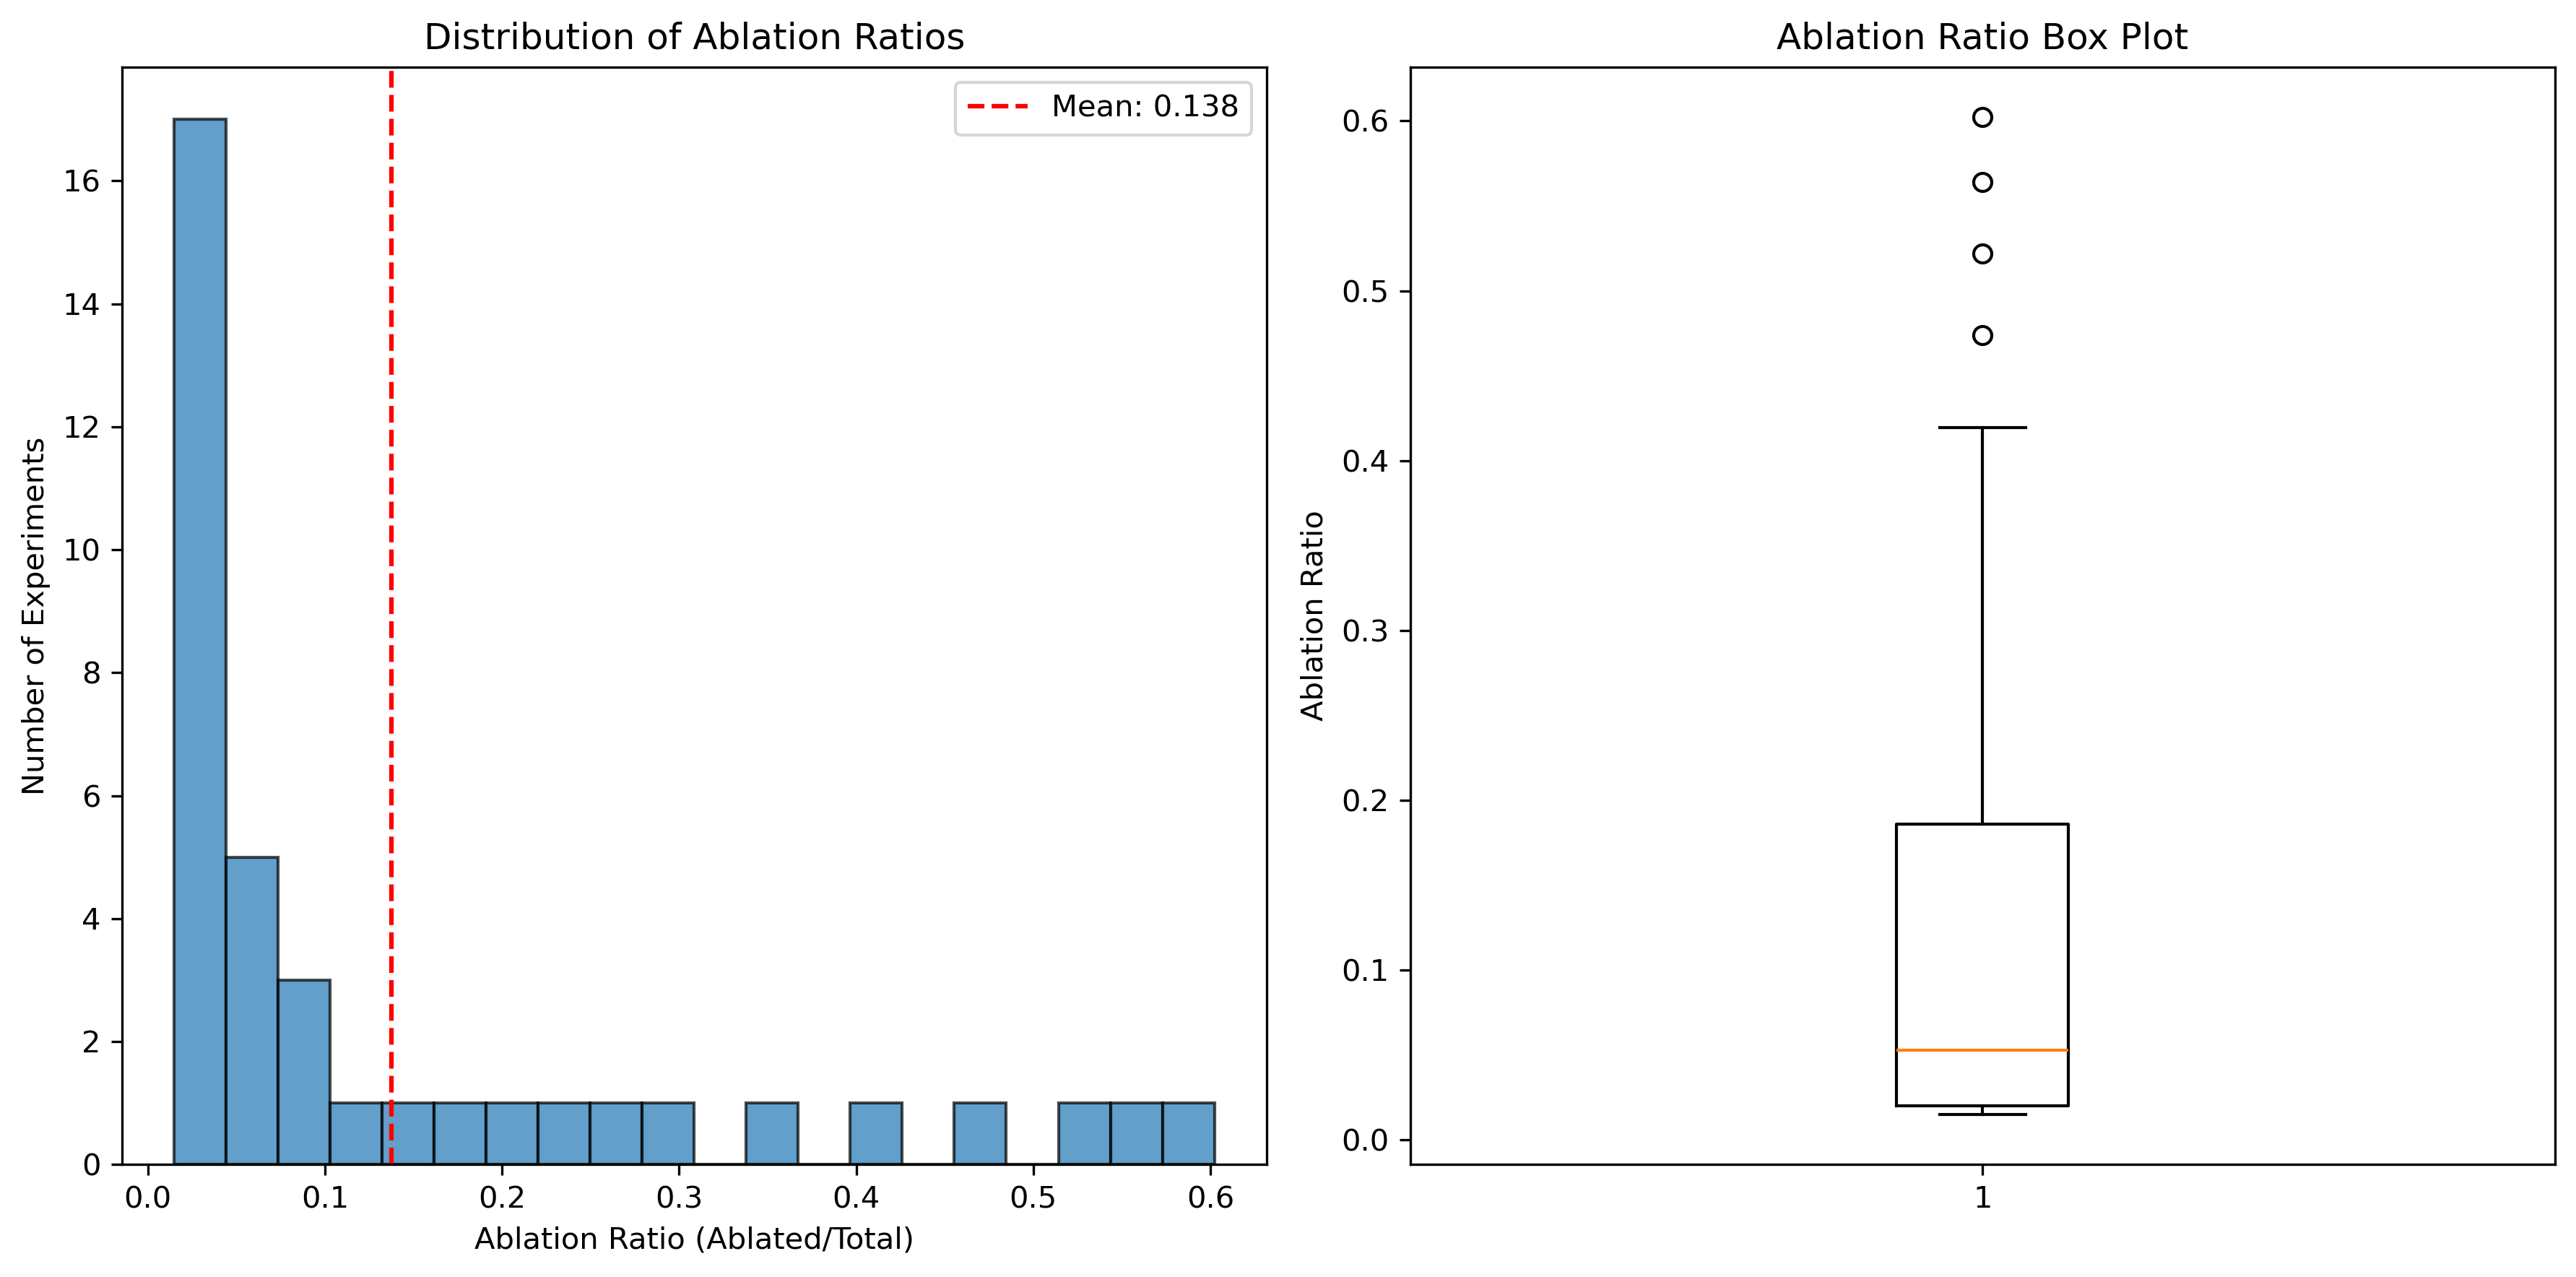 Distribution of Ablation Ratios
Mean: 0.138
Number of Experiments
16
14
12
10
8
6
4
2
0
0.0 0.1 0.2 0.3 0.4 0.5 0.6
Ablation Ratio (Ablated/Total)
Ablation Ratio Box Plot
Ablation Ratio
0.6
0.5
0.4
0.3
0.2
0.1
0.0
1